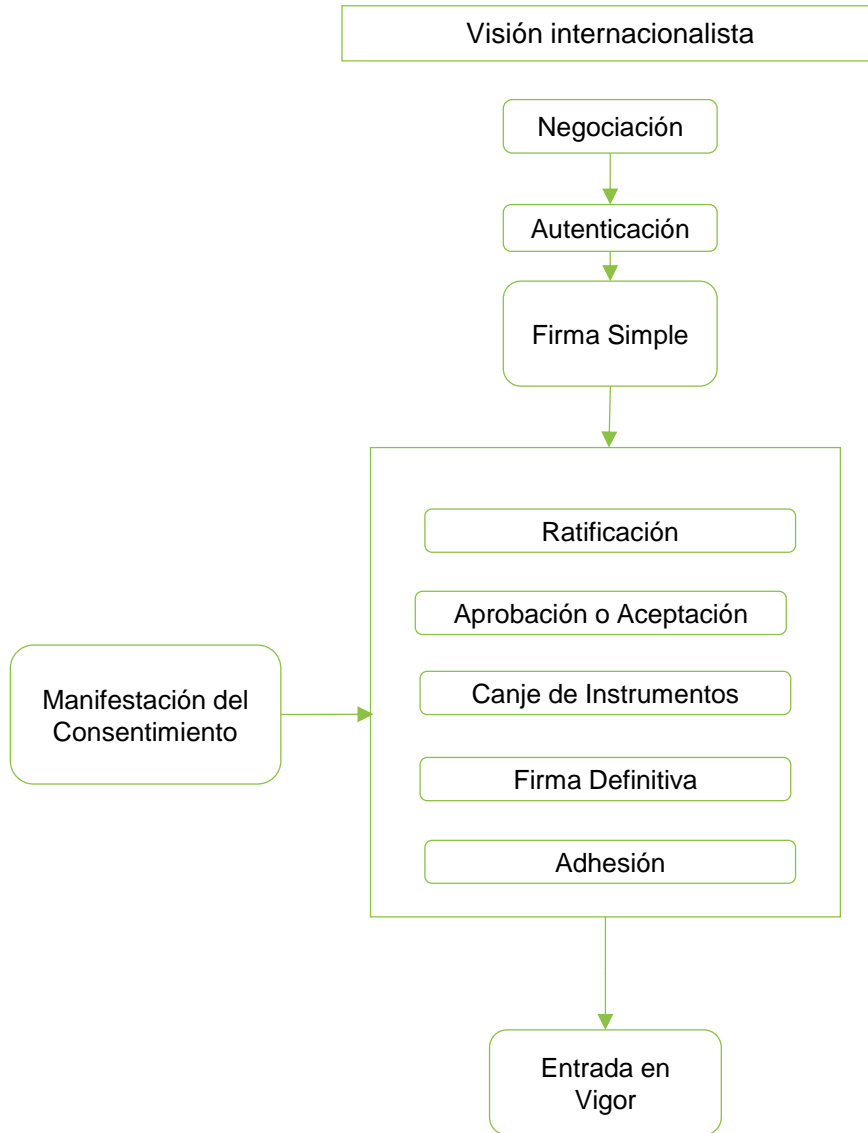 Visión internacionalista
Negociación
Autenticación
Firma Simple
Ratificación
Aprobación o Aceptación
Manifestación del
Consentimiento
Canje de Instrumentos
Firma Definitiva
Adhesión
Entrada en
Vigor